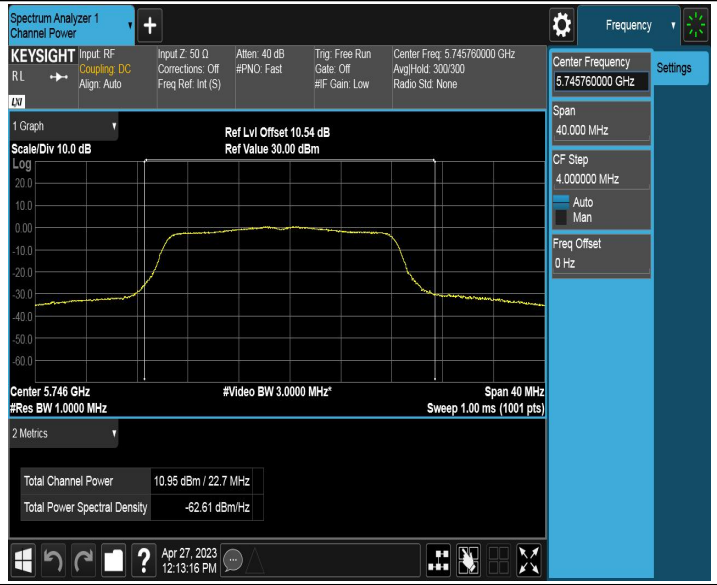 Spectrum Analyzer 1
Channel Power
+
Frequency
KEYSIGHT
RL
LXI
Input: RF
Coupling: DC
Align: Auto
Input Z: 50 Ω
Corrections: Off
Freq Ref: Int (S)
Atten: 40 dB
#PNO: Fast
Trig: Free Run
Gate: Off
#IF Gain: Low
Center Freq: 5.745760000 GHz
Avg|Hold: 300/300
Radio Std: None
Center Frequency
5.745760000 GHz
Settings
Span
40.000 MHz
CF Step
4.000000 MHz
Auto
Man
Freq Offset
0 Hz
1 Graph
Scale/Div 10.0 dB
Ref Lvl Offset 10.54 dB
Ref Value 30.00 dBm
Log
20.0
10.0
0.00
-10.0
-20.0
-30.0
-40.0
-50.0
-60.0
Center 5.746 GHz
#Video BW 3.0000 MHz*
Span 40 MHz
#Res BW 1.0000 MHz
Sweep 1.00 ms (1001 pts)
2 Metrics
Total Channel Power
10.95 dBm / 22.7 MHz
Total Power Spectral Density
-62.61 dBm/Hz
?
Apr 27, 2023
12:13:16 PM